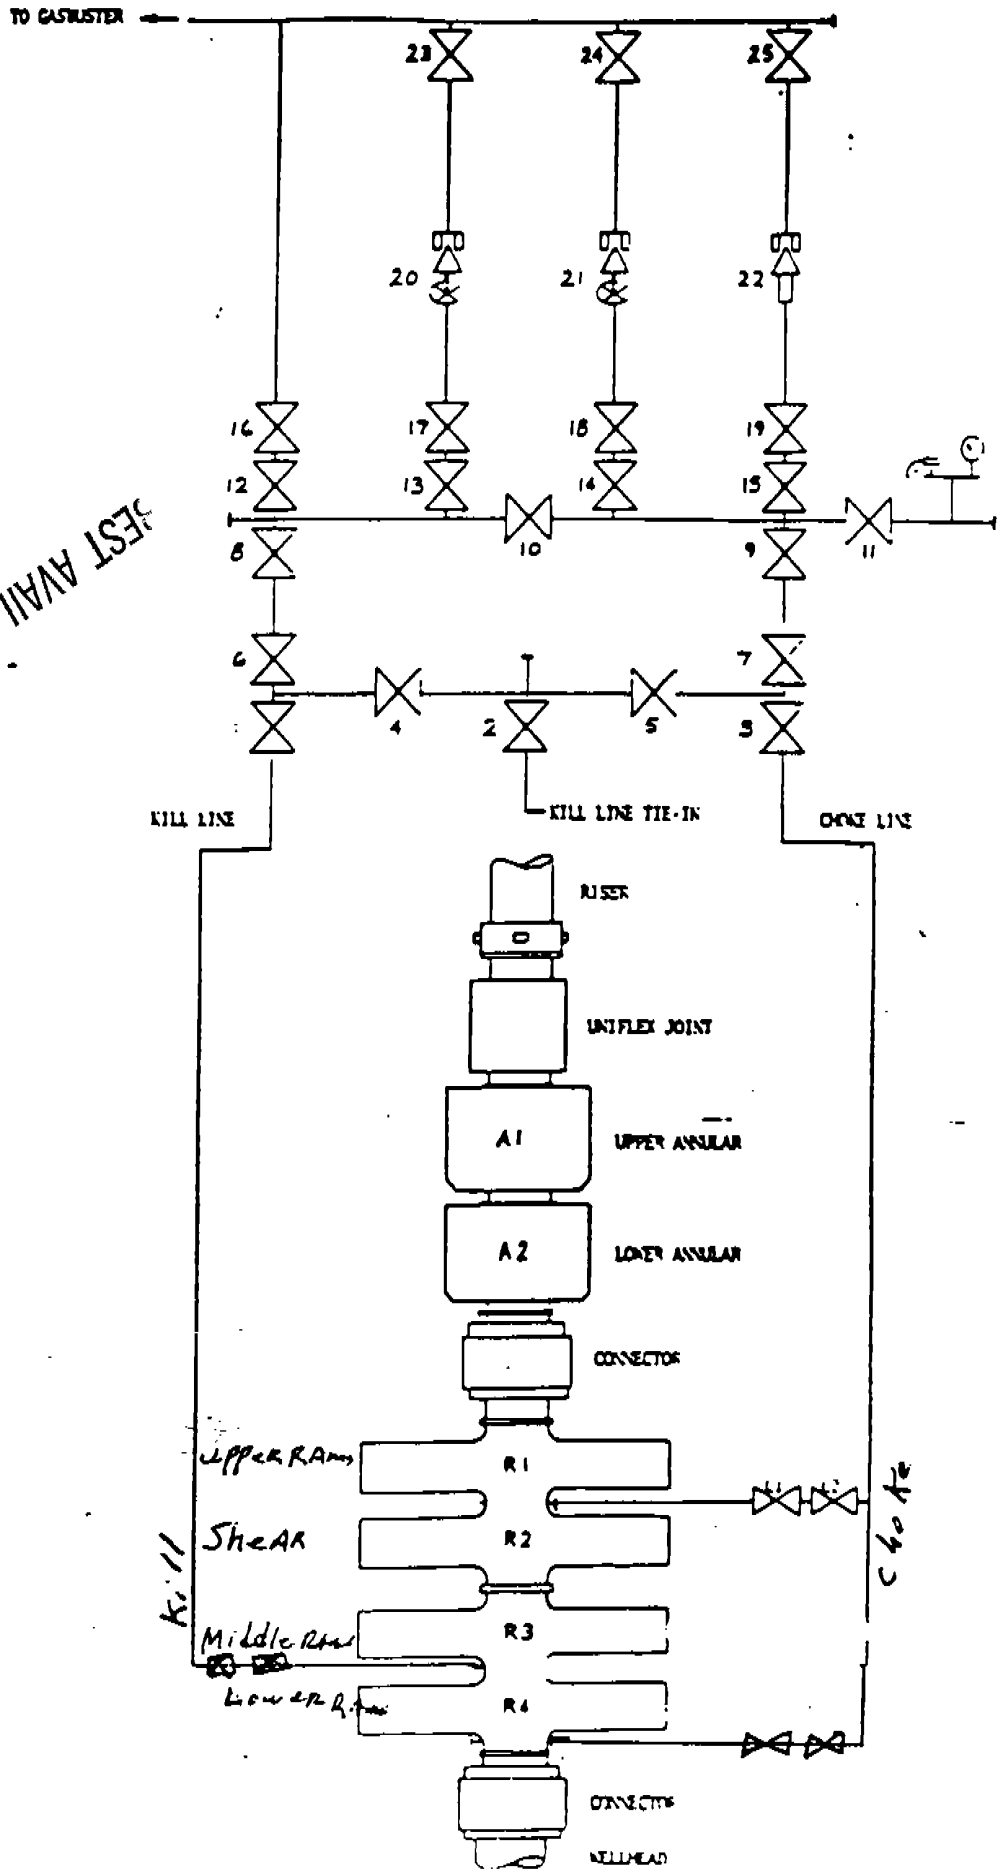 TO GASBUSTER
23
24
25
20
21
22
16
17
18
19
12
13
14
15
8
10
9
11
BEST AVAIL
6
7
4
2
5
3
KILL LINE
KILL LINE TIE-IN
CHOKE LINE
RISER
UNIFLEX JOINT
A1
UPPER ANNULAR
A2
LOWER ANNULAR
CONNECTOR
Upper RAms
R1
SheAR
R2
Kill
Choke
Middle Rams
R3
Lower Rams
R4
CONNECTOR
WELLHEAD